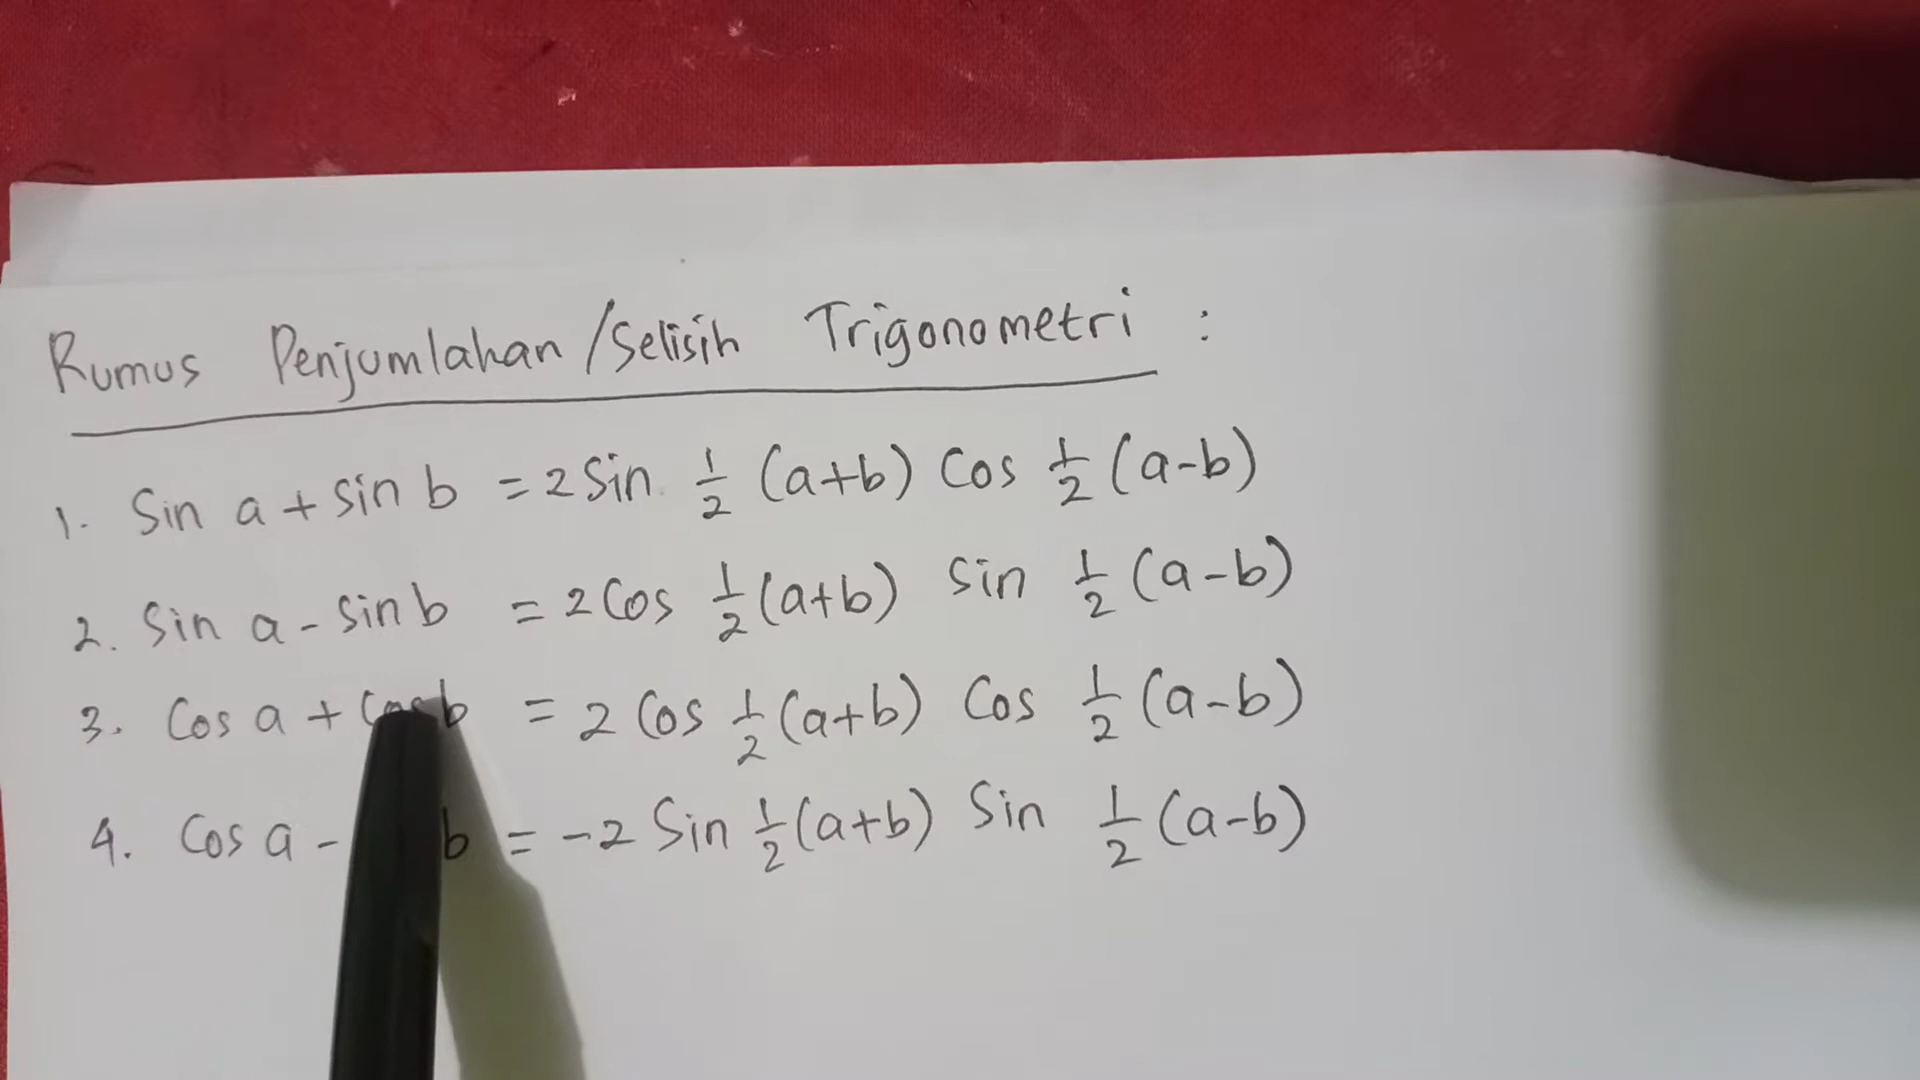 Rumus Penjumlahan/Selisih Trigonometri :
1. Sin a + sin b = 2 Sin ½ (a+b) Cos ½ (a-b)
2. Sin a - sin b = 2 Cos ½ (a+b) sin ½ (a-b)
3. Cos a + Cos b = 2 Cos ½ (a+b) Cos ½ (a-b)
4. Cos a - b = -2 Sin ½ (a+b) Sin ½ (a-b)